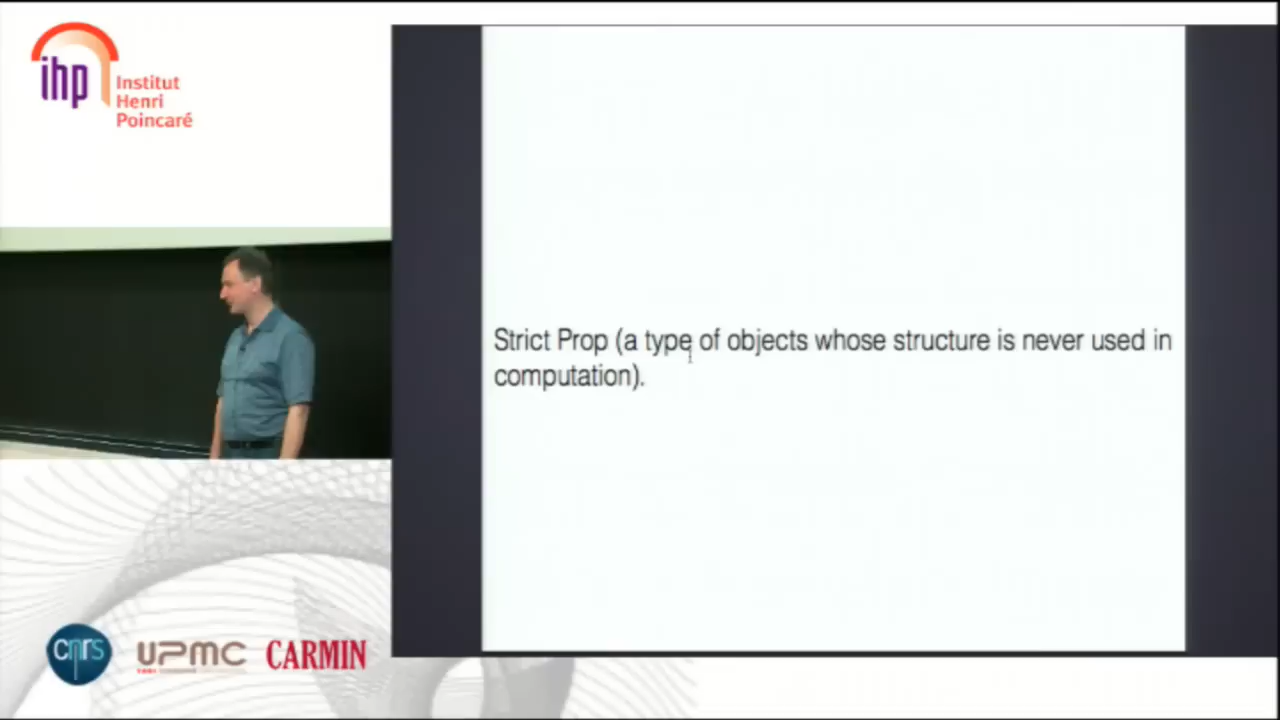 ihp
Institut
Henri
Poincaré
Strict Prop (a type of objects whose structure is never used in
computation).
cnrs
UPMC
CARMIN